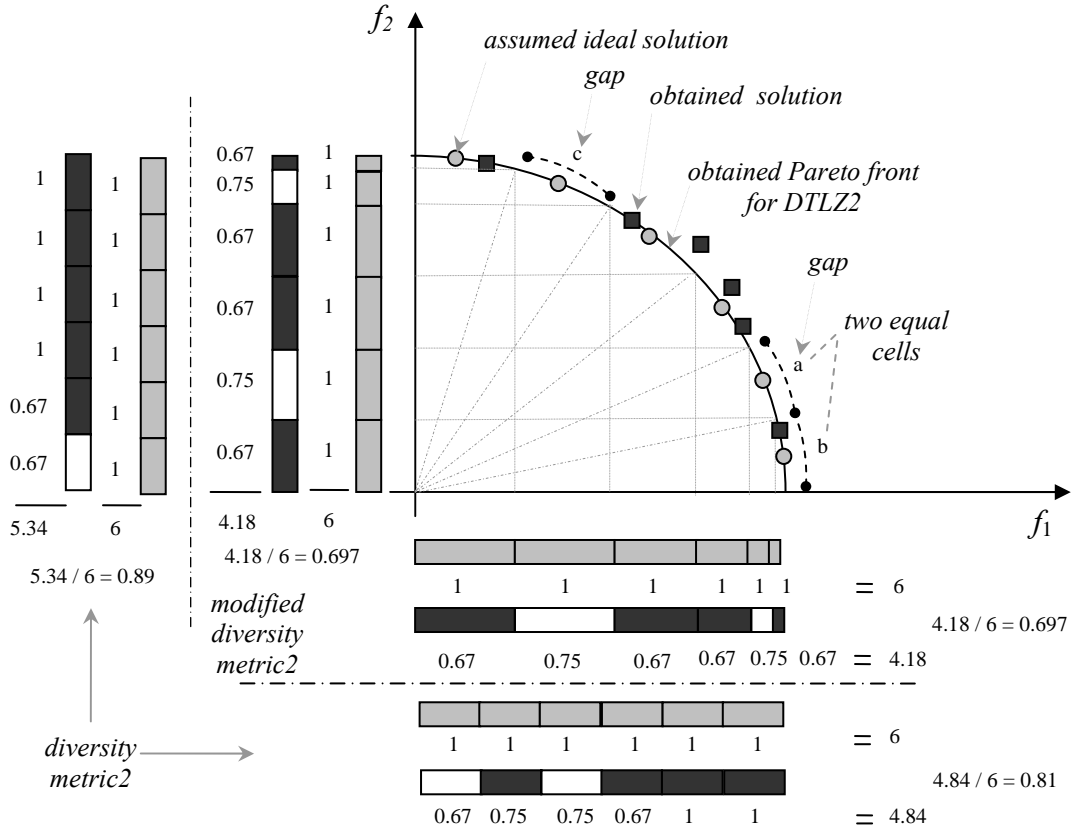 f2
assumed ideal solution
gap
obtained solution
c
obtained Pareto front
for DTLZ2
gap
two equal
cells
a
b
f1
1 1
1 1
1 1
1 1
0.67 1
0.67 1
5.34 6
5.34 / 6 = 0.89
0.67 1
0.75 1
0.67 1
0.67 1
0.75 1
0.67 1
4.18 6
4.18 / 6 = 0.697
modified
diversity
metric2
1 1 1 1 1 1 = 6
4.18 / 6 = 0.697
0.67 0.75 0.67 0.67 0.75 0.67 = 4.18
diversity
metric2
1 1 1 1 1 1 = 6
4.84 / 6 = 0.81
0.67 0.75 0.75 0.67 1 1 = 4.84